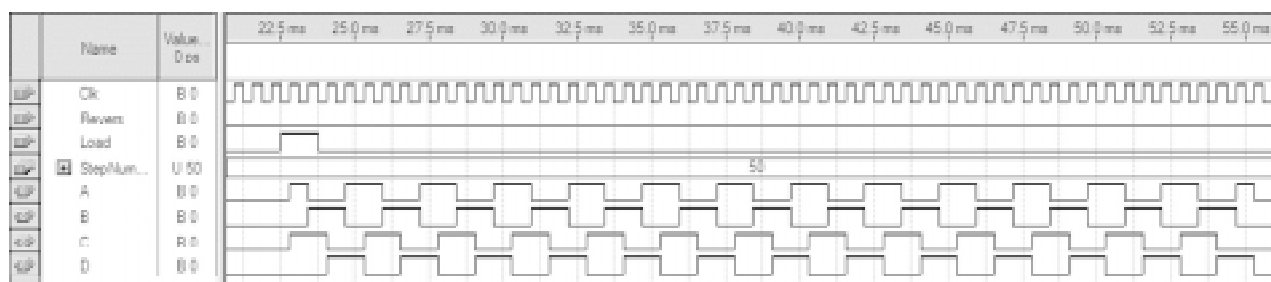 Name Value... 0 ps 22.5 ms 25.0 ms 27.5 ms 30.0 ms 32.5 ms 35.0 ms 37.5 ms 40.0 ms 42.5 ms 45.0 ms 47.5 ms 50.0 ms 52.5 ms 55.0 ms
Clk B 0
Revers B 0
Load B 0
StepNum... U 50 50
A B 0
B B 0
C B 0
D B 0